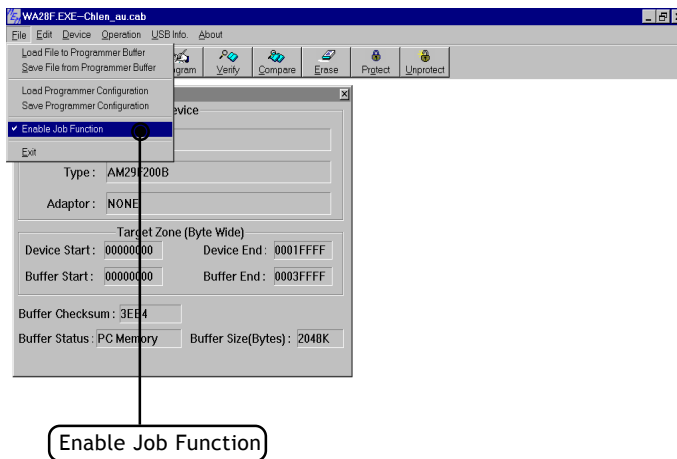 WA28F.EXE—Chlen_au.cab
File Edit Device Operation USB Info. About
Load File to Programmer Buffer
Save File from Programmer Buffer
Load Programmer Configuration
Save Programmer Configuration
✔ Enable Job Function
Exit
Verify Compare Erase Protect Unprotect
Type : AM29F200B
Adaptor : NONE
Target Zone (Byte Wide)
Device Start : 00000000 Device End : 0001FFFF
Buffer Start : 00000000 Buffer End : 0003FFFF
Buffer Checksum : 3EB4
Buffer Status : PC Memory Buffer Size(Bytes) : 2048K
Enable Job Function